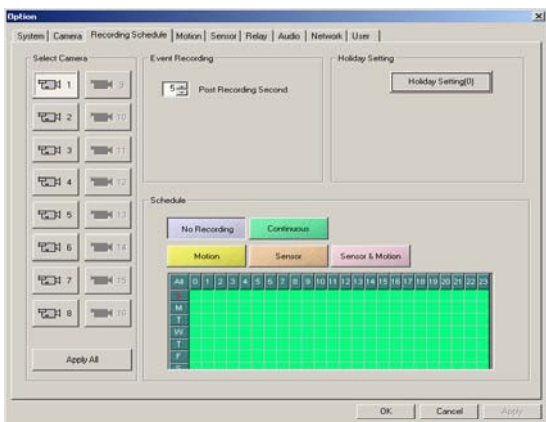 Option
System Camera Recording Schedule Motion Sensor Relay Audio Network User
Select Camera
1 9
2 10
3 11
4 12
5 13
6 14
7 15
8 16
Apply All
Event Recording
5 Post Recording Second
Holiday Setting
Holiday Setting(0)
Schedule
No Recording Continuous
Motion Sensor Sensor & Motion
All 0 1 2 3 4 5 6 7 8 9 10 11 12 13 14 15 16 17 18 19 20 21 22 23
M
T
W
T
F
OK Cancel Apply